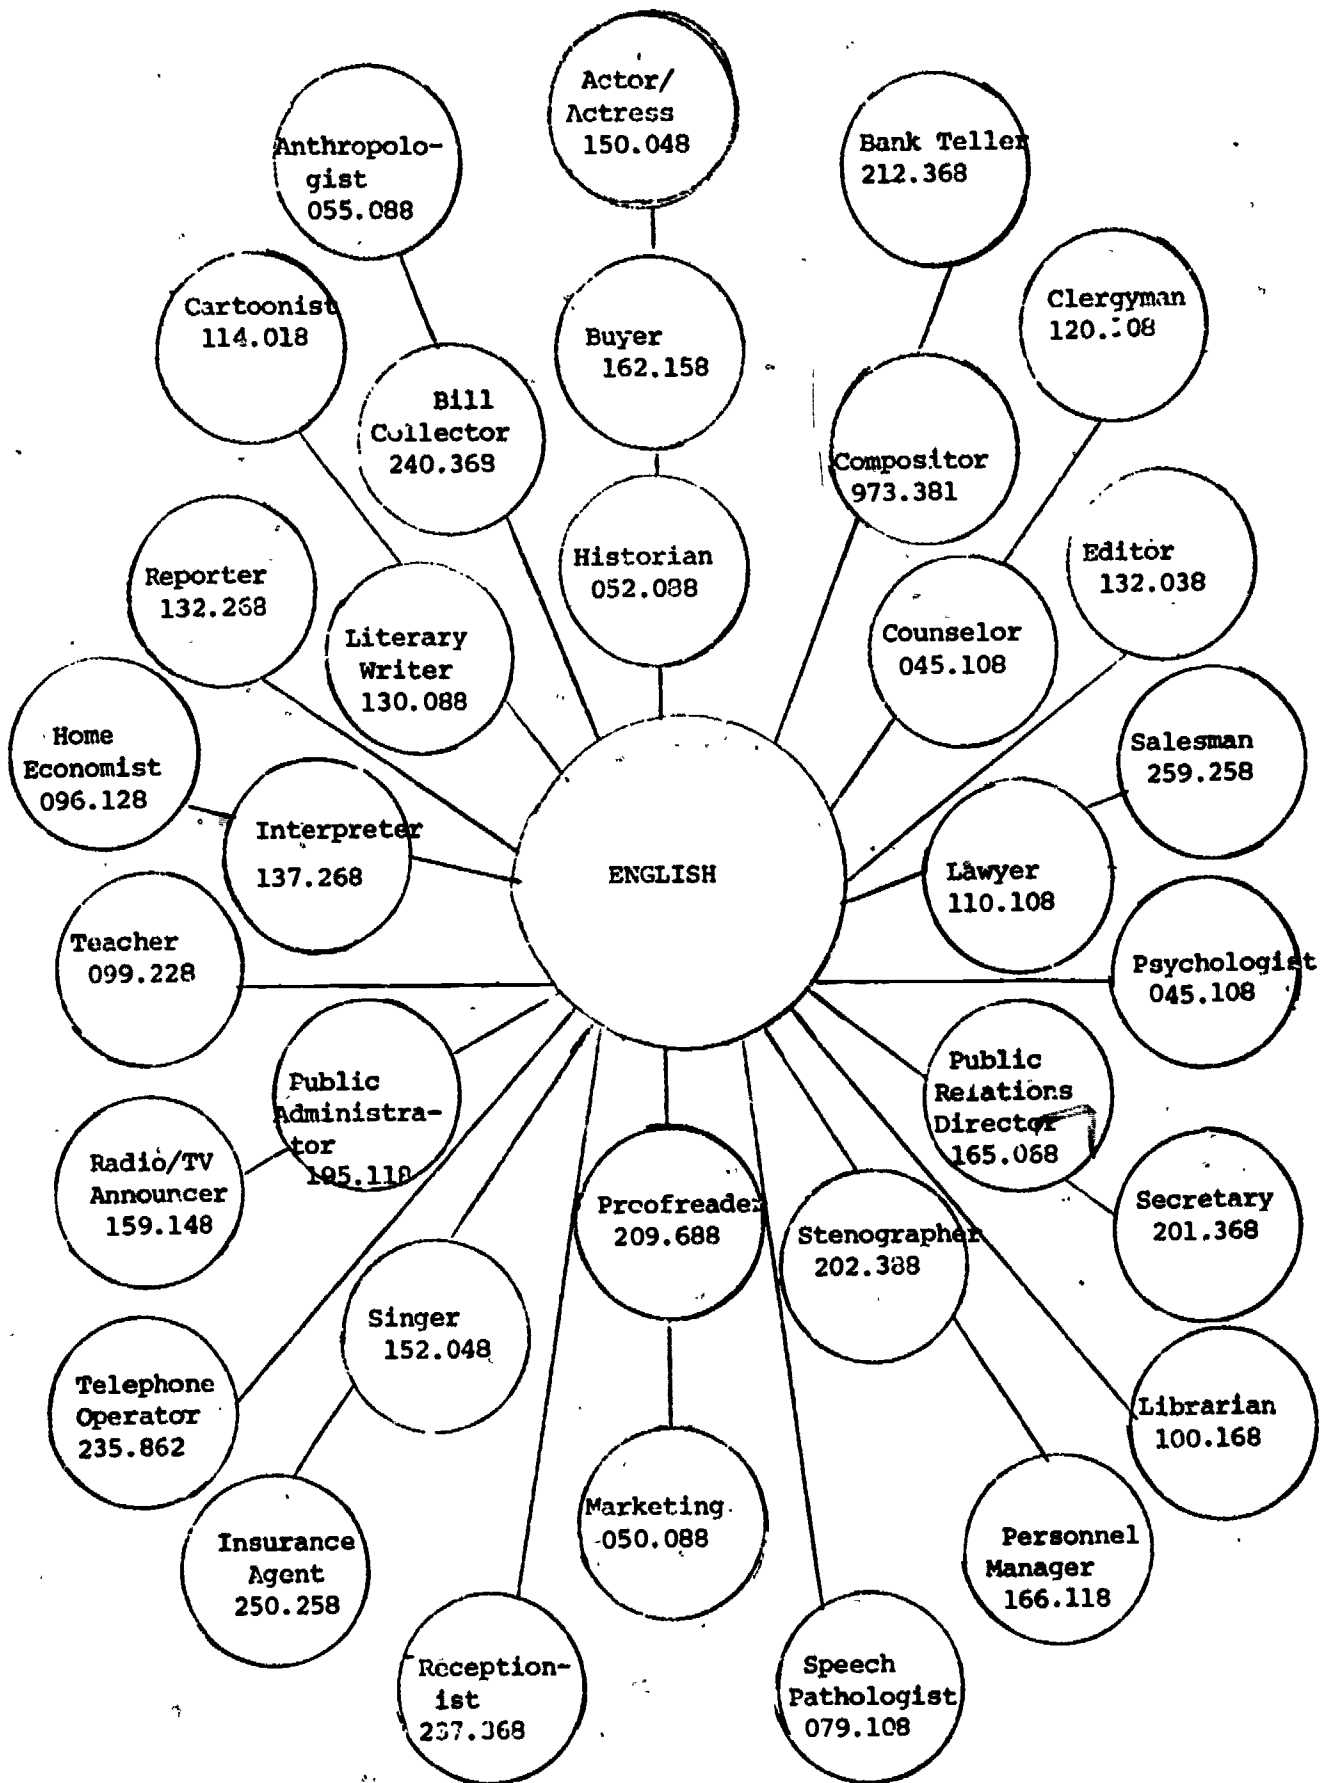 Actor/
Actress
150.048
Anthropolo-
gist
055.088
Bank Teller
212.368
Cartoonist
114.018
Clergyman
Buyer
162.158
Bill
Collector
240.368
Compositor
973.381
Historian
052.088
Editor
132.038
Reporter
132.268
Literary
Writer
130.088
Counselor
045.108
Home
Economist
096.128
Salesman
259.258
Interpreter
137.268
ENGLISH
Lawyer
110.108
Teacher
099.228
Psychologist
045.108
Public
Administra-
tor
195.118
Public
Relations
Director
165.068
Radio/TV
Announcer
159.148
Proofreader
209.688
Stenographer
202.388
Secretary
201.368
Singer
152.048
Telephone
Operator
235.862
Librarian
100.168
Marketing
050.088
Insurance
Agent
250.258
Personnel
Manager
166.118
Reception-
ist
Speech
Pathologist
079.108